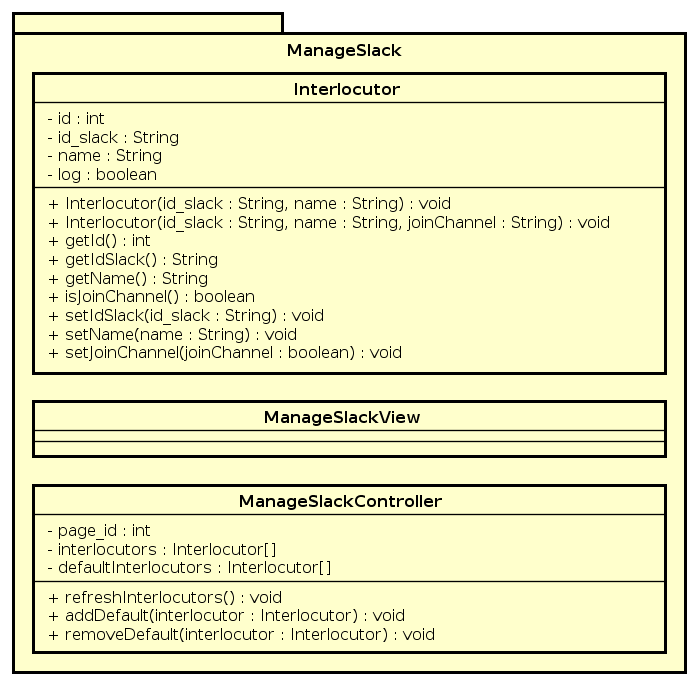 ManageSlack
Interlocutor
- id : int
- id_slack : String
- name : String
- log : boolean
+ Interlocutor(id_slack : String, name : String) : void
+ Interlocutor(id_slack : String, name : String, joinChannel : String) : void
+ getId() : int
+ getIdSlack() : String
+ getName() : String
+ isJoinChannel() : boolean
+ setIdSlack(id_slack : String) : void
+ setName(name : String) : void
+ setJoinChannel(joinChannel : boolean) : void
ManageSlackView
ManageSlackController
- page_id : int
- interlocutors : Interlocutor[]
- defaultInterlocutors : Interlocutor[]
+ refreshInterlocutors() : void
+ addDefault(interlocutor : Interlocutor) : void
+ removeDefault(interlocutor : Interlocutor) : void